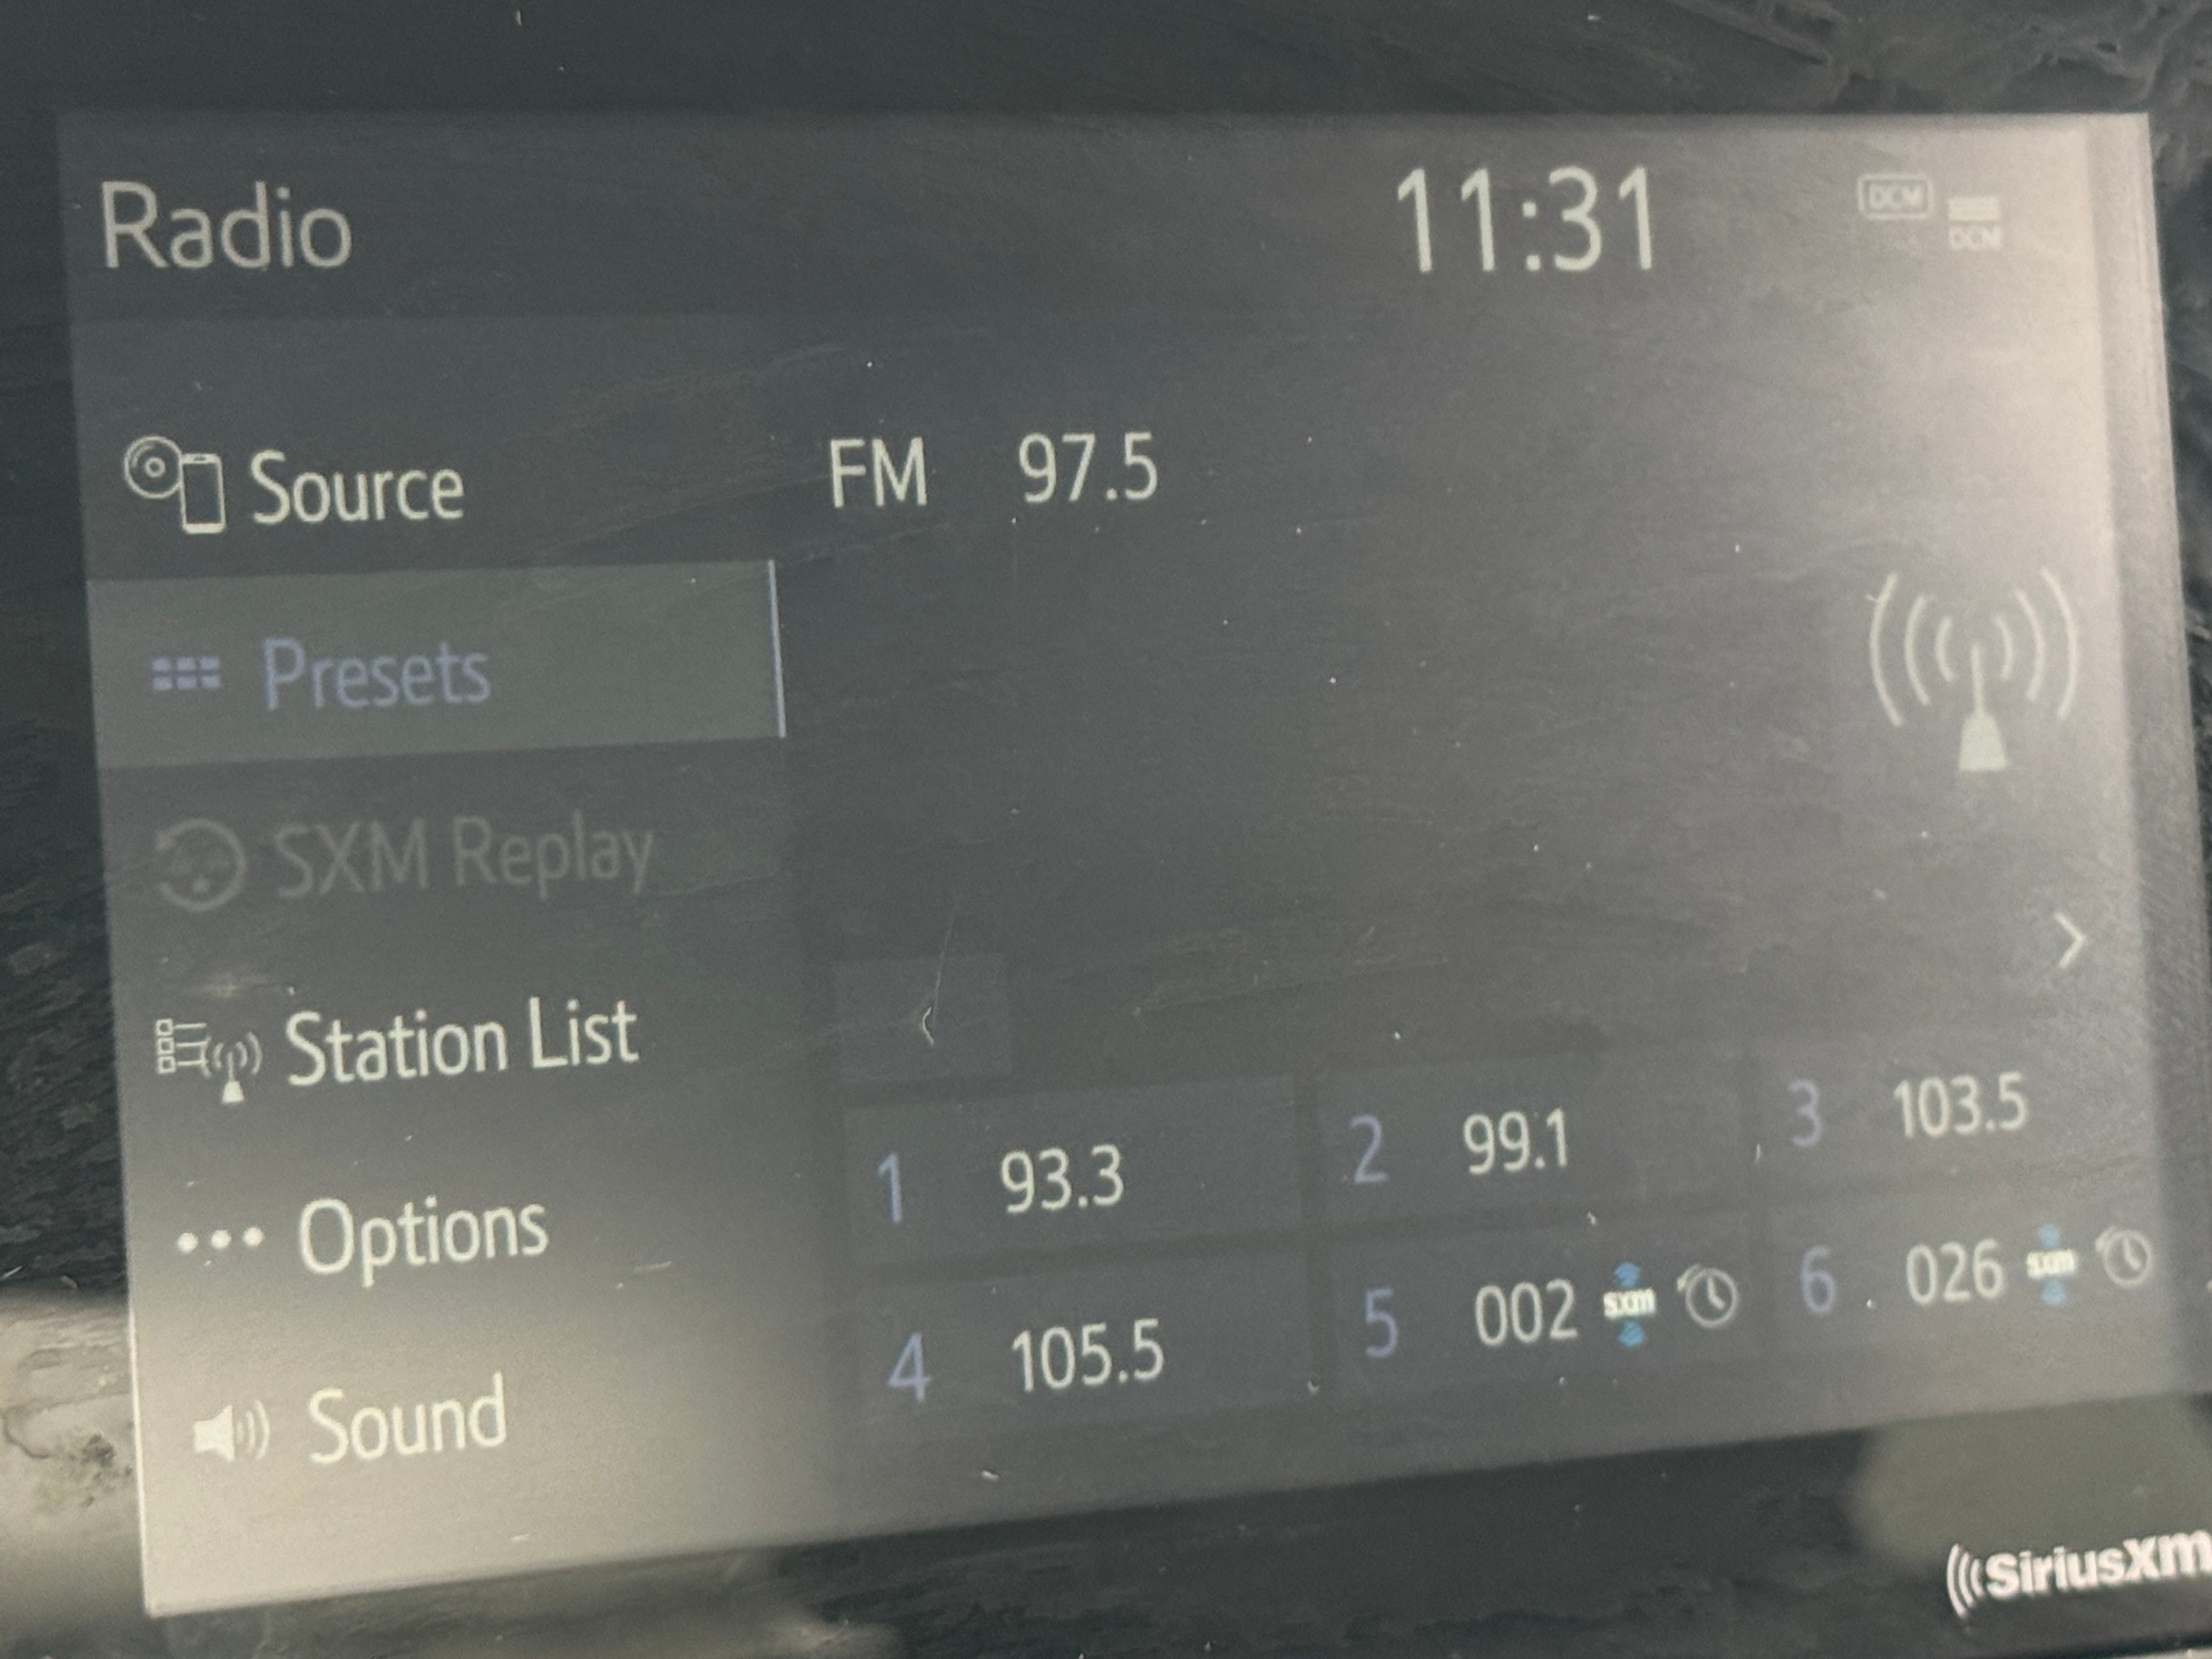 Radio 11:31 DCM DCM
Source FM 97.5
Presets
SXM Replay
Station List
1 93.3 2 99.1 3 103.5
Options
4 105.5 5 002 sxm 6 026 sxm
Sound
SiriusXM